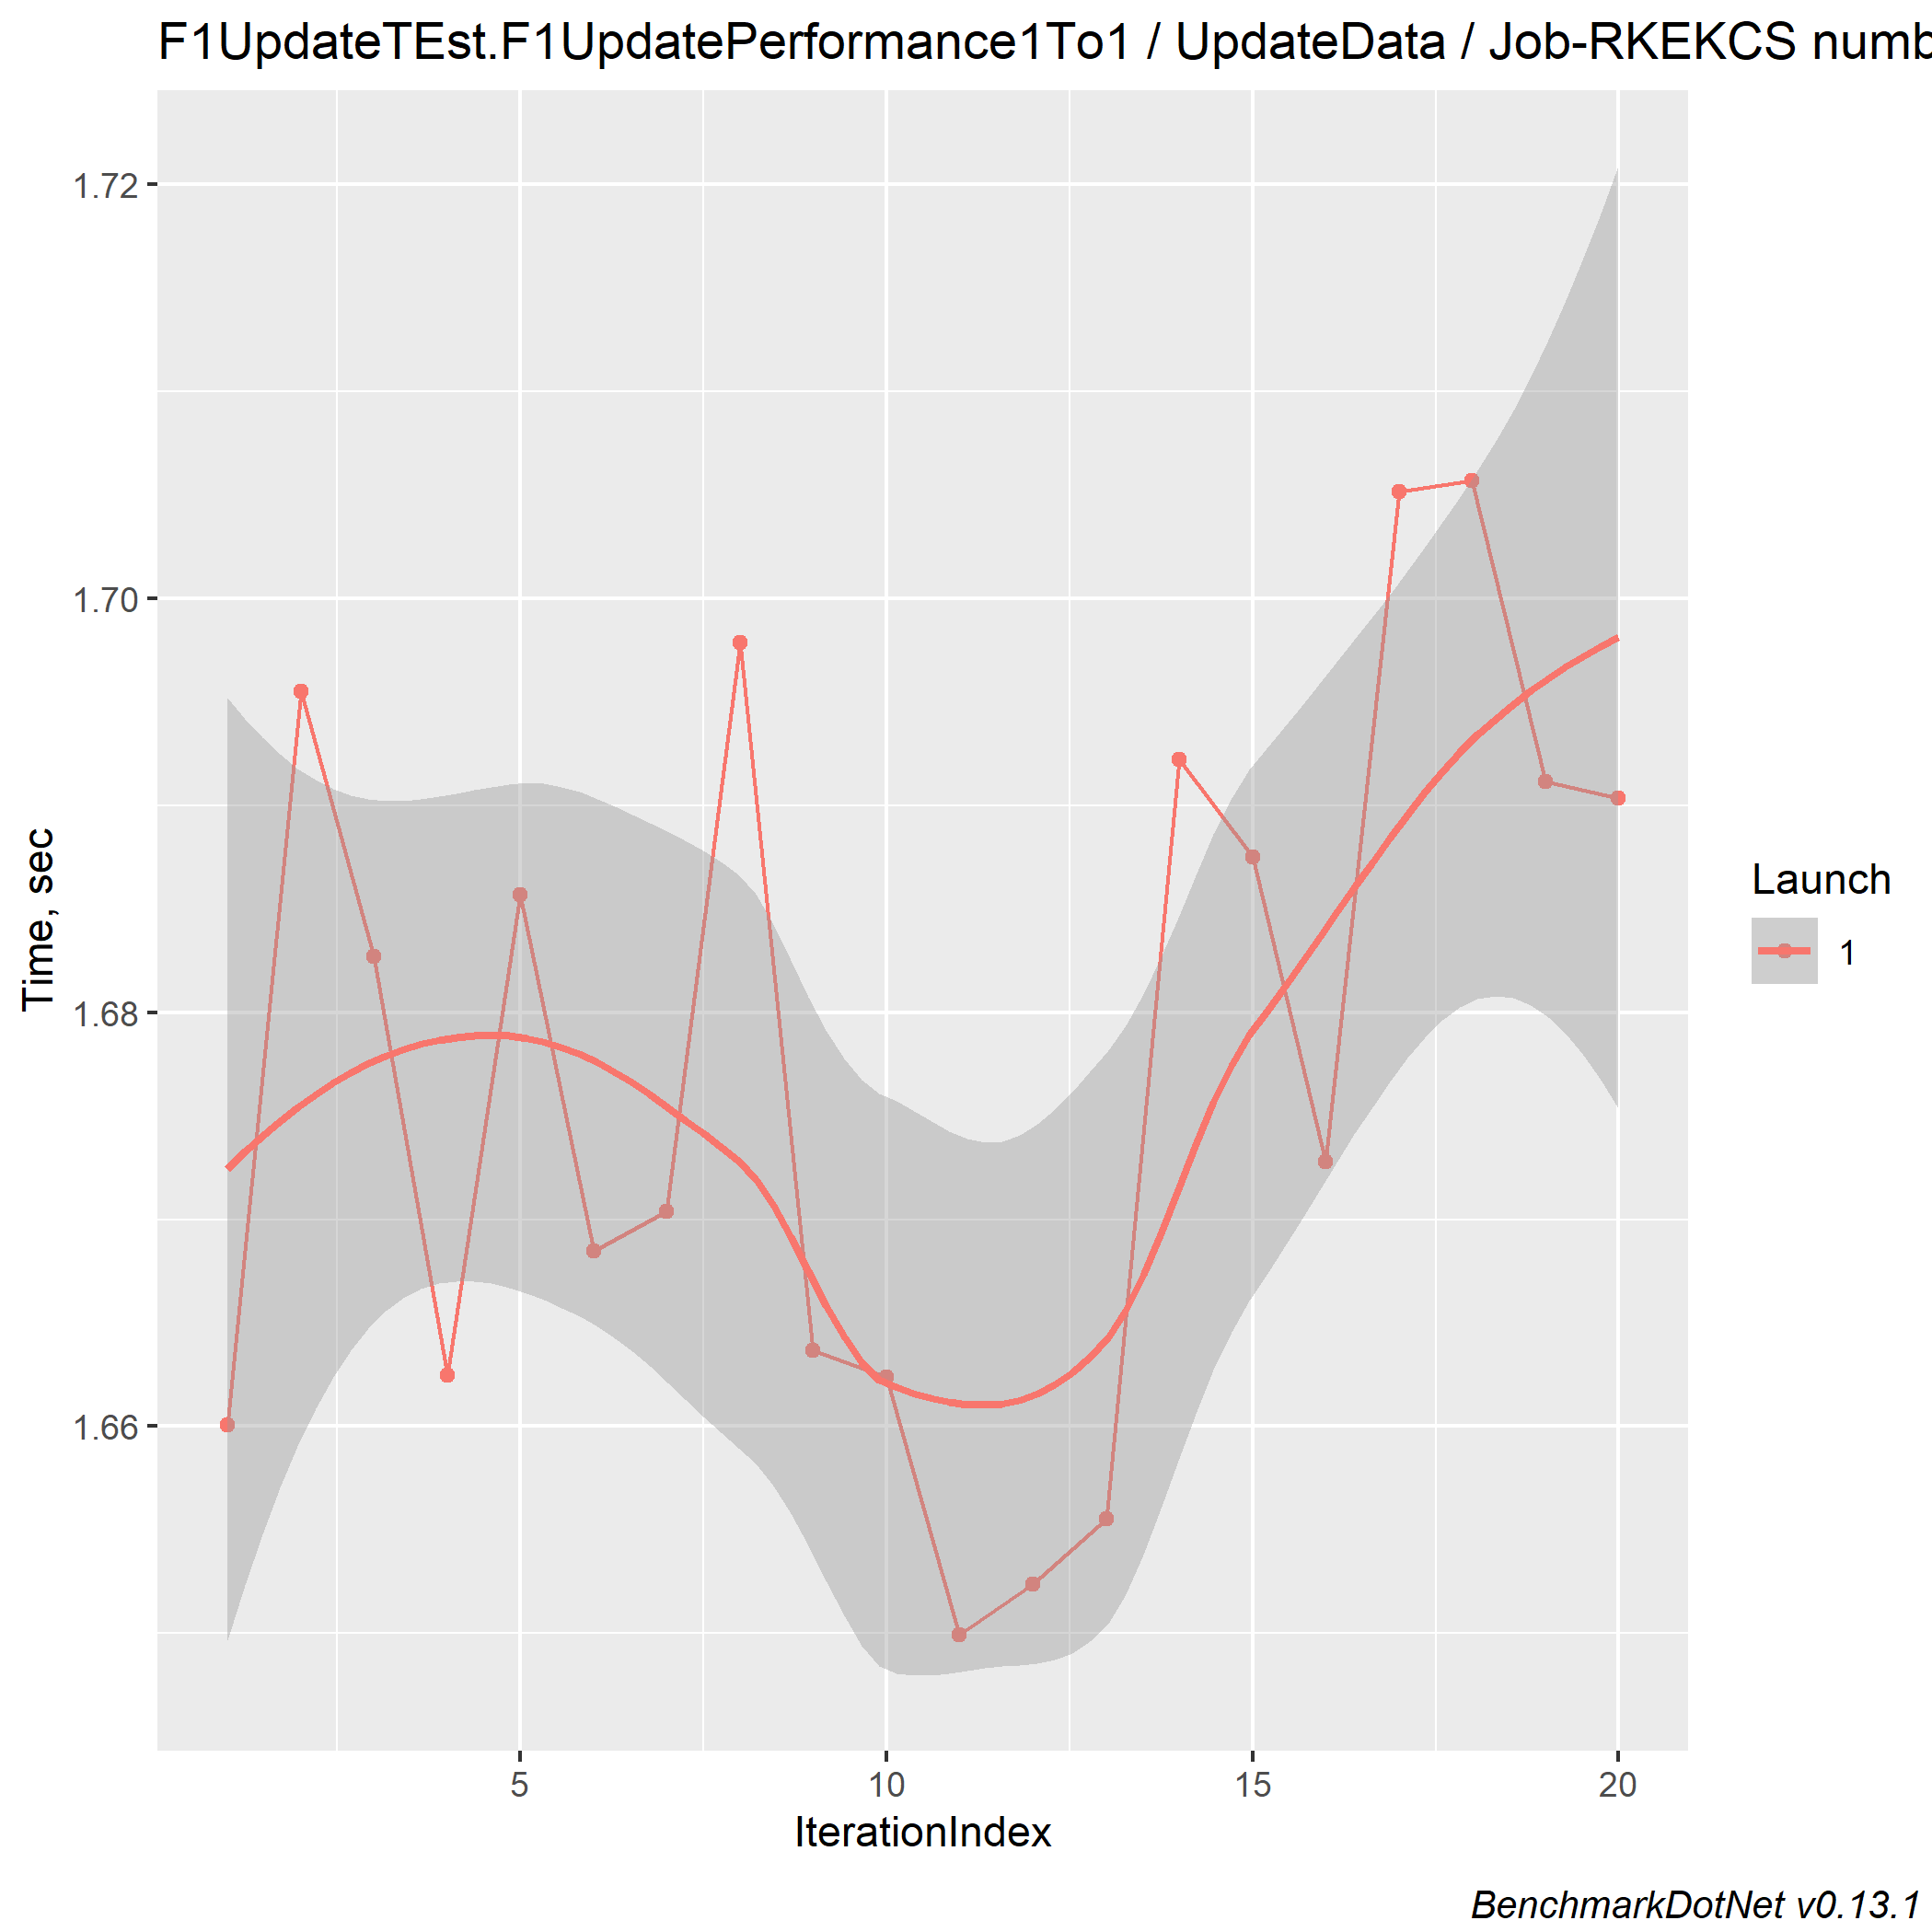 F1UpdateTEst.F1UpdatePerformance1To1 / UpdateData / Job-RKEKCS numb
1.72
1.70
1.68
1.66
Time, sec
5 10 15 20
IterationIndex
Launch
1
BenchmarkDotNet v0.13.1